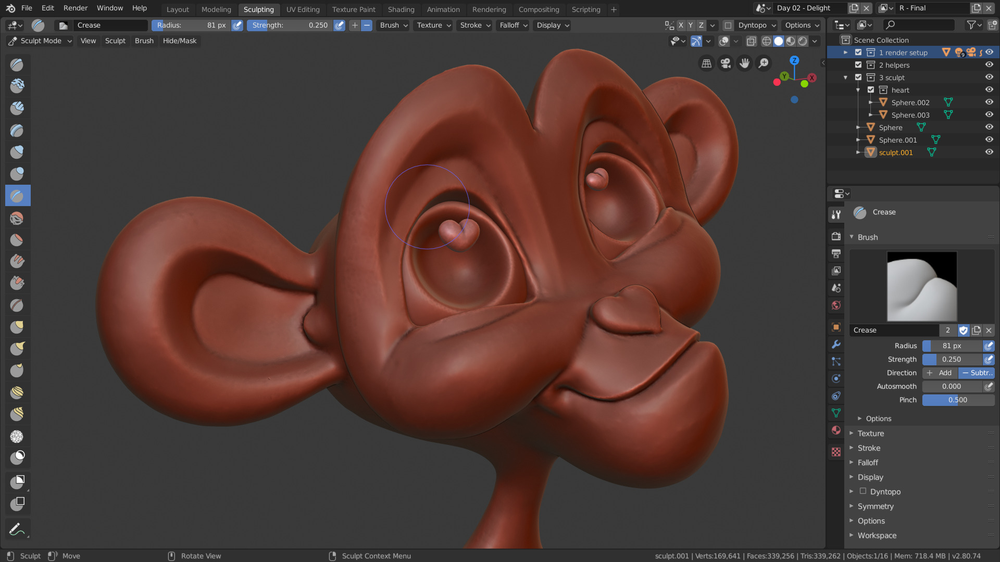 File Edit Render Window Help Layout Modeling Sculpting UV Editing Texture Paint Shading Animation Rendering Compositing Scripting + Day 02 - Delight R - Final
Crease Radius: 81 px Strength: 0.250 + − Brush Texture Stroke Falloff Display X Y Z Dyntopo Options
Sculpt Mode View Sculpt Brush Hide/Mask
Z
Y
X
Scene Collection
1 render setup 9
2 helpers
3 sculpt
heart
Sphere.002
Sphere.003
Sphere
Sphere.001
sculpt.001
Crease
Brush
Crease 2
Radius 81 px
Strength 0.250
Direction + Add − Subtr..
Autosmooth 0.000
Pinch 0.500
Options
Texture
Stroke
Falloff
Display
Dyntopo
Symmetry
Options
Workspace
Sculpt Move Rotate View Sculpt Context Menu sculpt.001 | Verts:169,641 | Faces:339,256 | Tris:339,262 | Objects:1/16 | Mem: 718.4 MB | v2.80.74